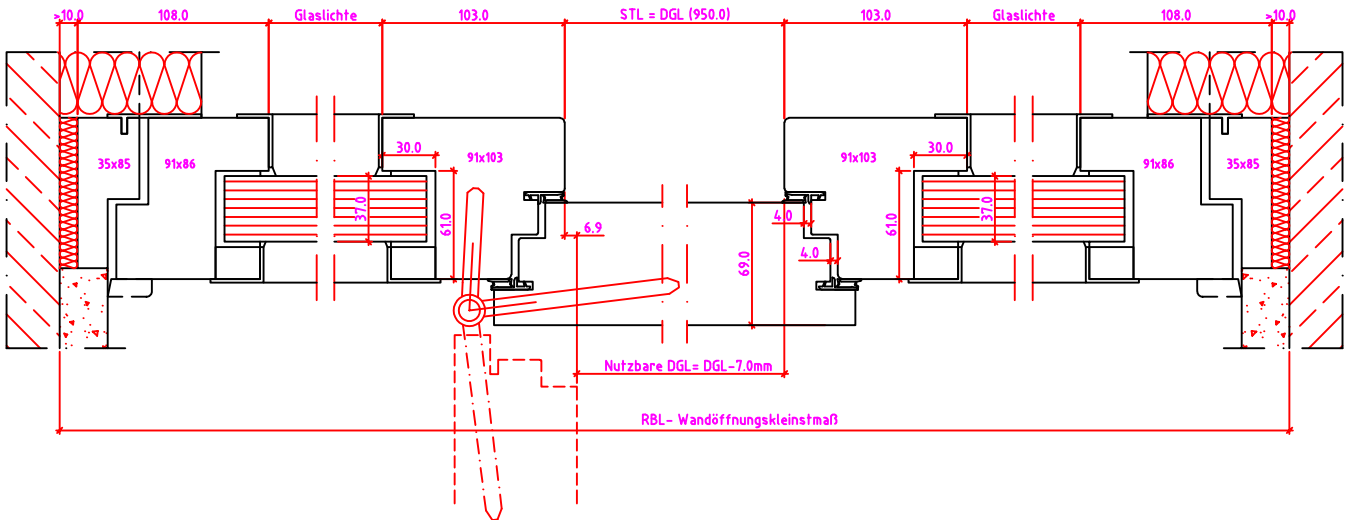 >10.0 108.0 Glaslichte 103.0 STL = DGL (950.0) 103.0 Glaslichte 108.0 >10.0
30.0 30.0
35x85 91x86 91x103 91x103 91x86 35x85
37.0 61.0 4.0 61.0 37.0
6.9
69.0 4.0
Nutzbare DGL= DGL-7.0mm
RBL- Wandöffnungskleinstmaß